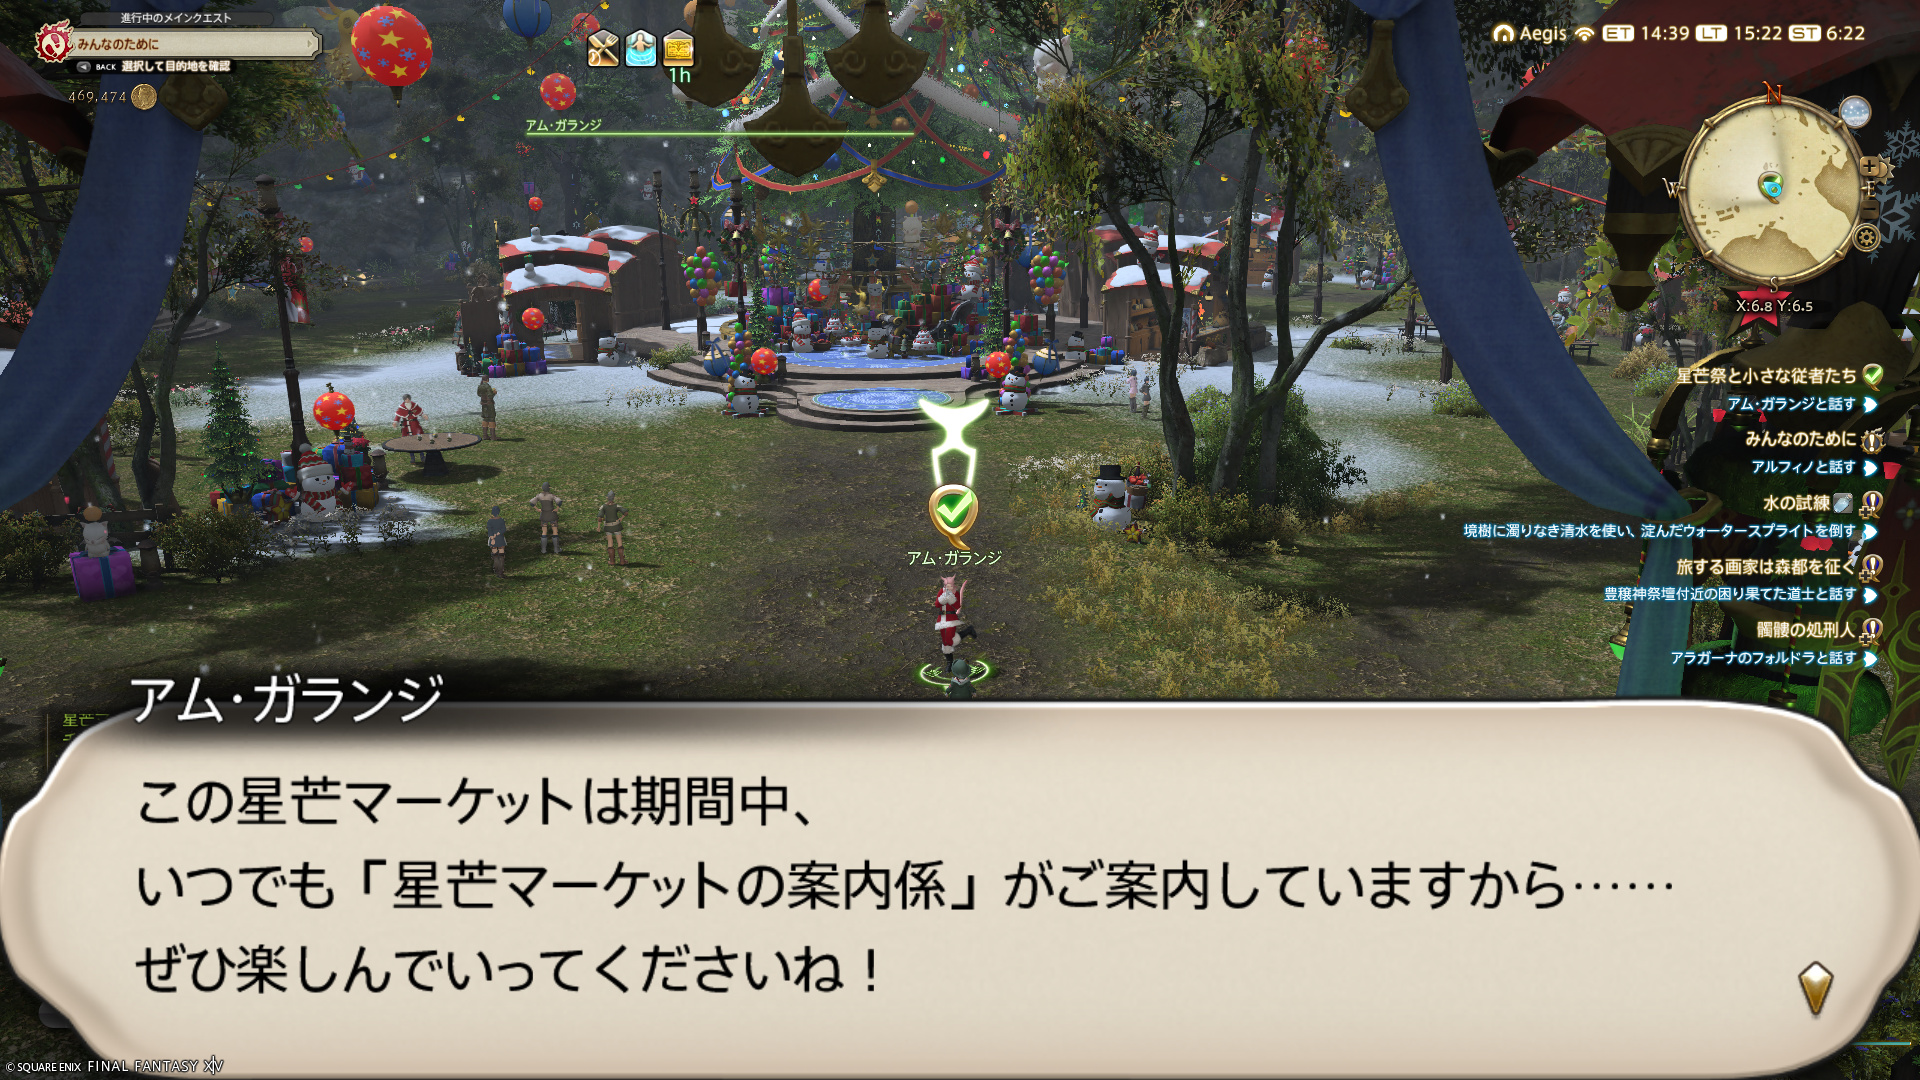 進行中のメインクエスト
みんなのために
BACK 選択して目的地を確認
469,474
1h
アム・ガランジ
Aegis ET 14:39 LT 15:22 ST 6:22
N
W
E
S
X:6.8 Y:6.5
星芒祭と小さな従者たち
アム・ガランジと話す
みんなのために
アルフィノと話す
水の試練
境樹に濁りなき清水を使い、淀んだウォータースプライトを倒す
旅する画家は森都を征く
豊穣神祭壇付近の困り果てた道士と話す
髑髏の処刑人
アラガーナのフォルドラと話す
アム・ガランジ
アム・ガランジ
この星芒マーケットは期間中、
いつでも「星芒マーケットの案内係」がご案内していますから……
ぜひ楽しんでいってくださいね！
© SQUARE ENIX FINAL FANTASY XIV